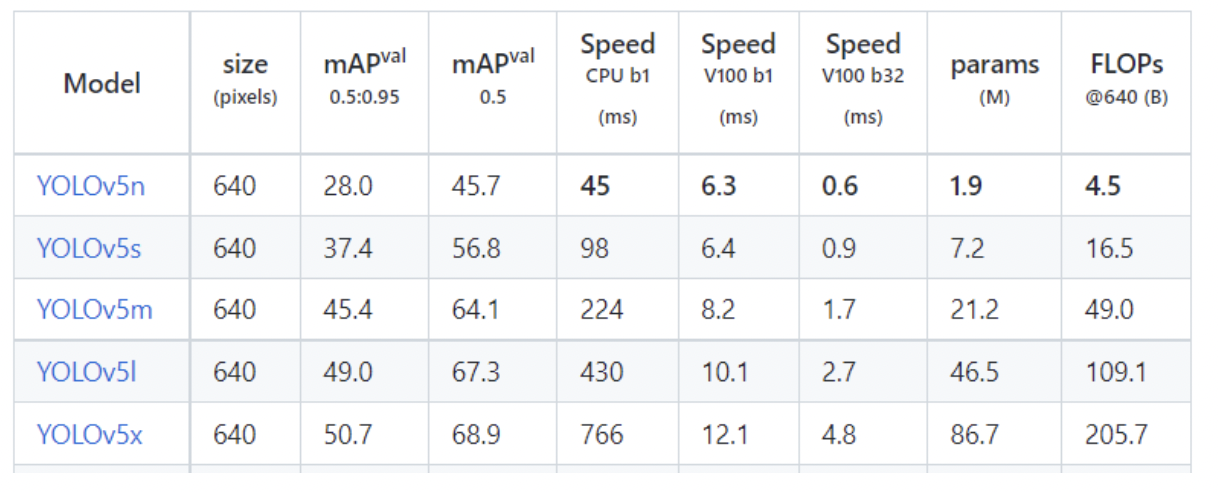 Model size (pixels) mAPval 0.5:0.95 mAPval 0.5 Speed CPU b1 (ms) Speed V100 b1 (ms) Speed V100 b32 (ms) params (M) FLOPs @640 (B)
YOLOv5n 640 28.0 45.7 45 6.3 0.6 1.9 4.5
YOLOv5s 640 37.4 56.8 98 6.4 0.9 7.2 16.5
YOLOv5m 640 45.4 64.1 224 8.2 1.7 21.2 49.0
YOLOv5l 640 49.0 67.3 430 10.1 2.7 46.5 109.1
YOLOv5x 640 50.7 68.9 766 12.1 4.8 86.7 205.7